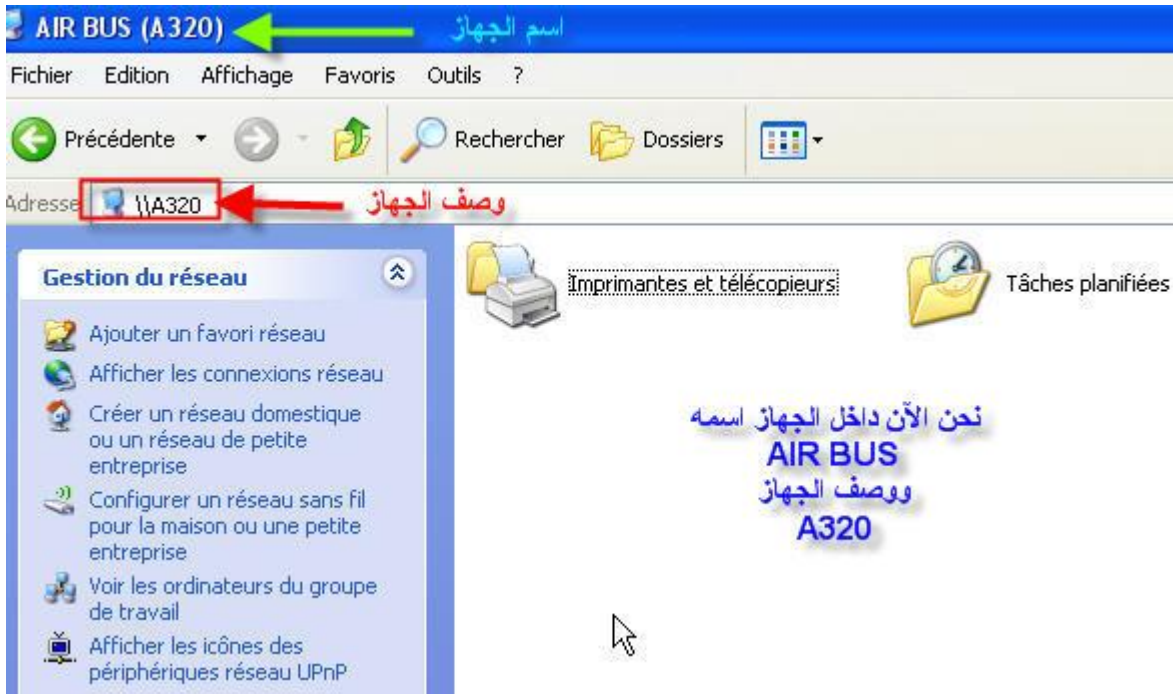 AIR BUS (A320)
اسم الجهاز
Fichier Edition Affichage Favoris Outils ?
Précédente Rechercher Dossiers
Adresse \\A320
وصف الجهاز
Gestion du réseau
Ajouter un favori réseau
Afficher les connexions réseau
Créer un réseau domestique
ou un réseau de petite
entreprise
Configurer un réseau sans fil
pour la maison ou une petite
entreprise
Voir les ordinateurs du groupe
de travail
Afficher les icônes des
périphériques réseau UPnP
Imprimantes et télécopieurs
Tâches planifiées
نحن الآن داخل الجهاز اسمه
AIR BUS
ووصف الجهاز
A320